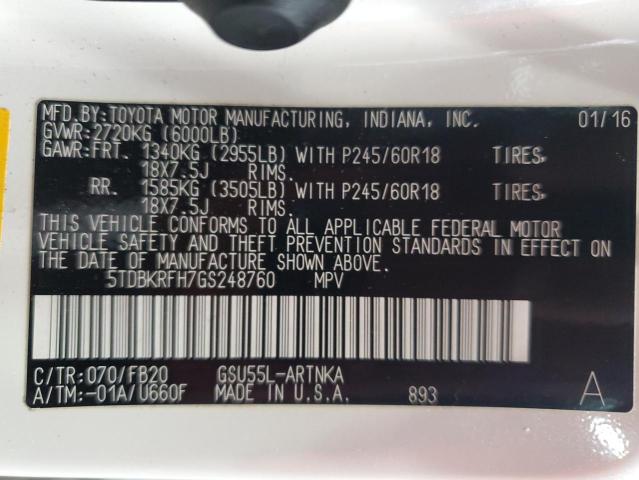 MFD.BY:TOYOTA MOTOR MANUFACTURING, INDIANA, INC. 01/16
GVWR:2720KG (6000LB)
GAWR:FRT. 1340KG (2955LB) WITH P245/60R18 TIRES,
18X7.5J RIMS.
RR. 1585KG (3505LB) WITH P245/60R18 TIRES,
18X7.5J RIMS.
THIS VEHICLE CONFORMS TO ALL APPLICABLE FEDERAL MOTOR
VEHICLE SAFETY AND THEFT PREVENTION STANDARDS IN EFFECT ON
THE DATE OF MANUFACTURE SHOWN ABOVE.
5TDBKRFH7GS248760 MPV
C/TR:070/FB20 GSU55L-ARTNKA
A/TM:-01A/U660F MADE IN U.S.A. 893 A